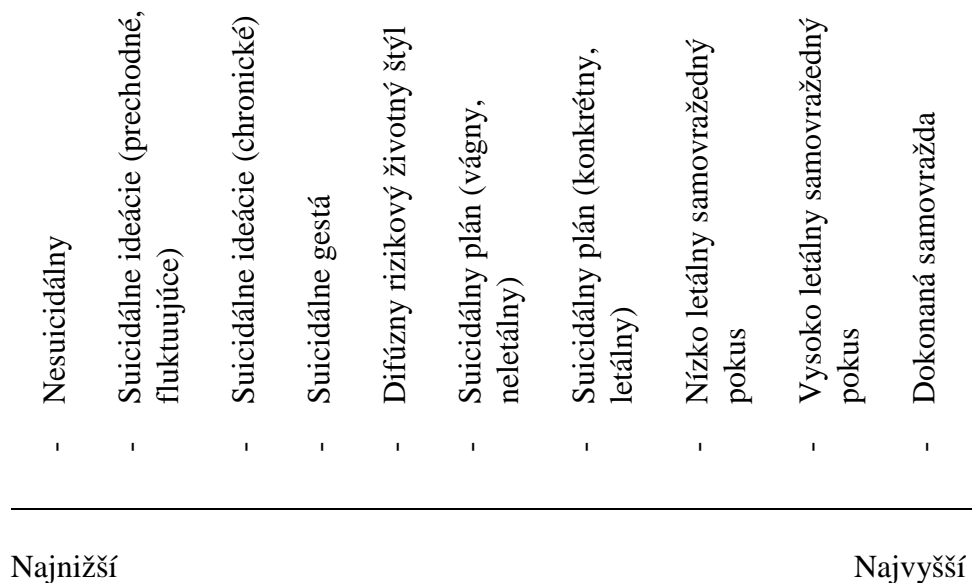 - Nesuicidálny
- Suicidálne ideácie (prechodné,
fluktuujúce)
- Suicidálne ideácie (chronické)
- Suicidálne gestá
- Difúzny rizikový životný štýl
- Suicidálny plán (vágny,
neletálny)
- Suicidálny plán (konkrétny,
letálny)
- Nízko letálny samovražedný
pokus
- Vysoko letálny samovražedný
pokus
- Dokonaná samovražda
Najnižší Najvyšší